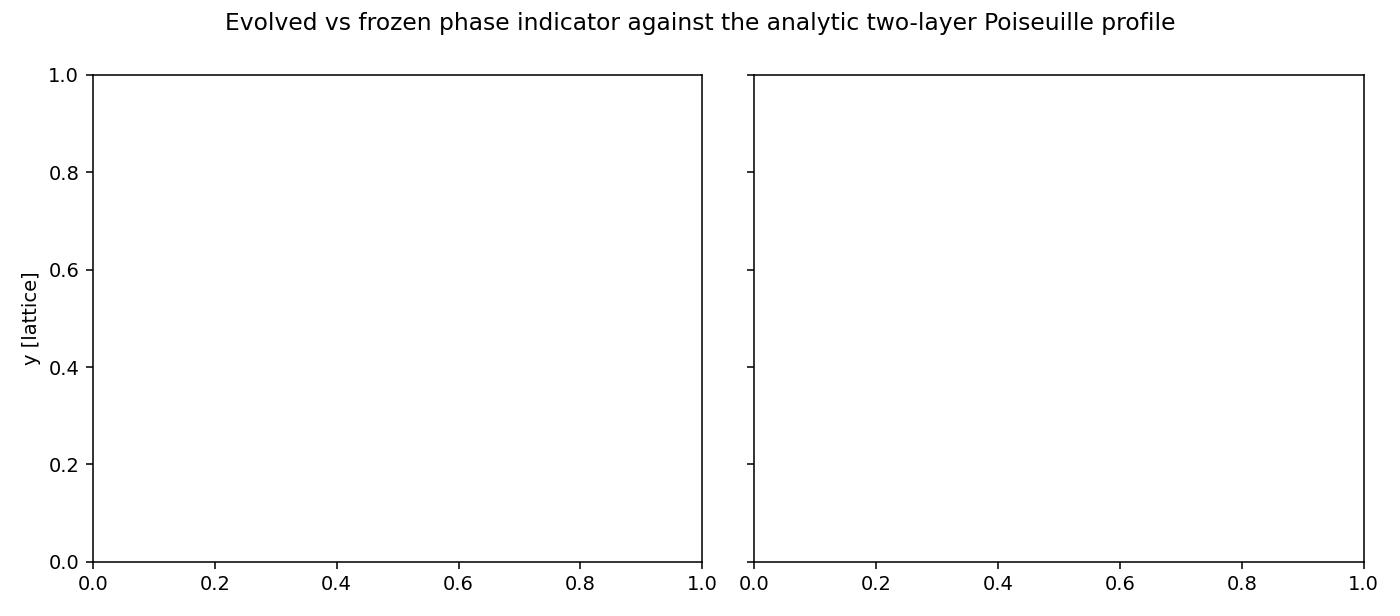 Evolved vs frozen phase indicator against the analytic two-layer Poiseuille profile
y [lattice]
1.0
0.8
0.6
0.4
0.2
0.0
0.0 0.2 0.4 0.6 0.8 1.0
0.0 0.2 0.4 0.6 0.8 1.0